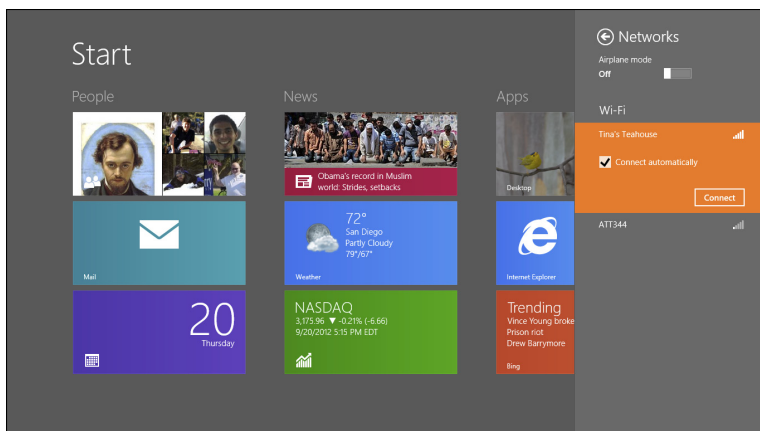 Start
People
Mail
20
Thursday
News
Obama's record in Muslim
world: Strides, setbacks
72°
San Diego
Partly Cloudy
79°/67°
Weather
NASDAQ
3,175.96 ▼ -0.21% (-6.66)
9/20/2012 5:15 PM EDT
Apps
Desktop
Internet Explorer
Trending
Vince Young broke
Prison riot
Drew Barrymore
Bing
Networks
Airplane mode
Off
Wi-Fi
Tina's Teahouse
Connect automatically
Connect
ATT344